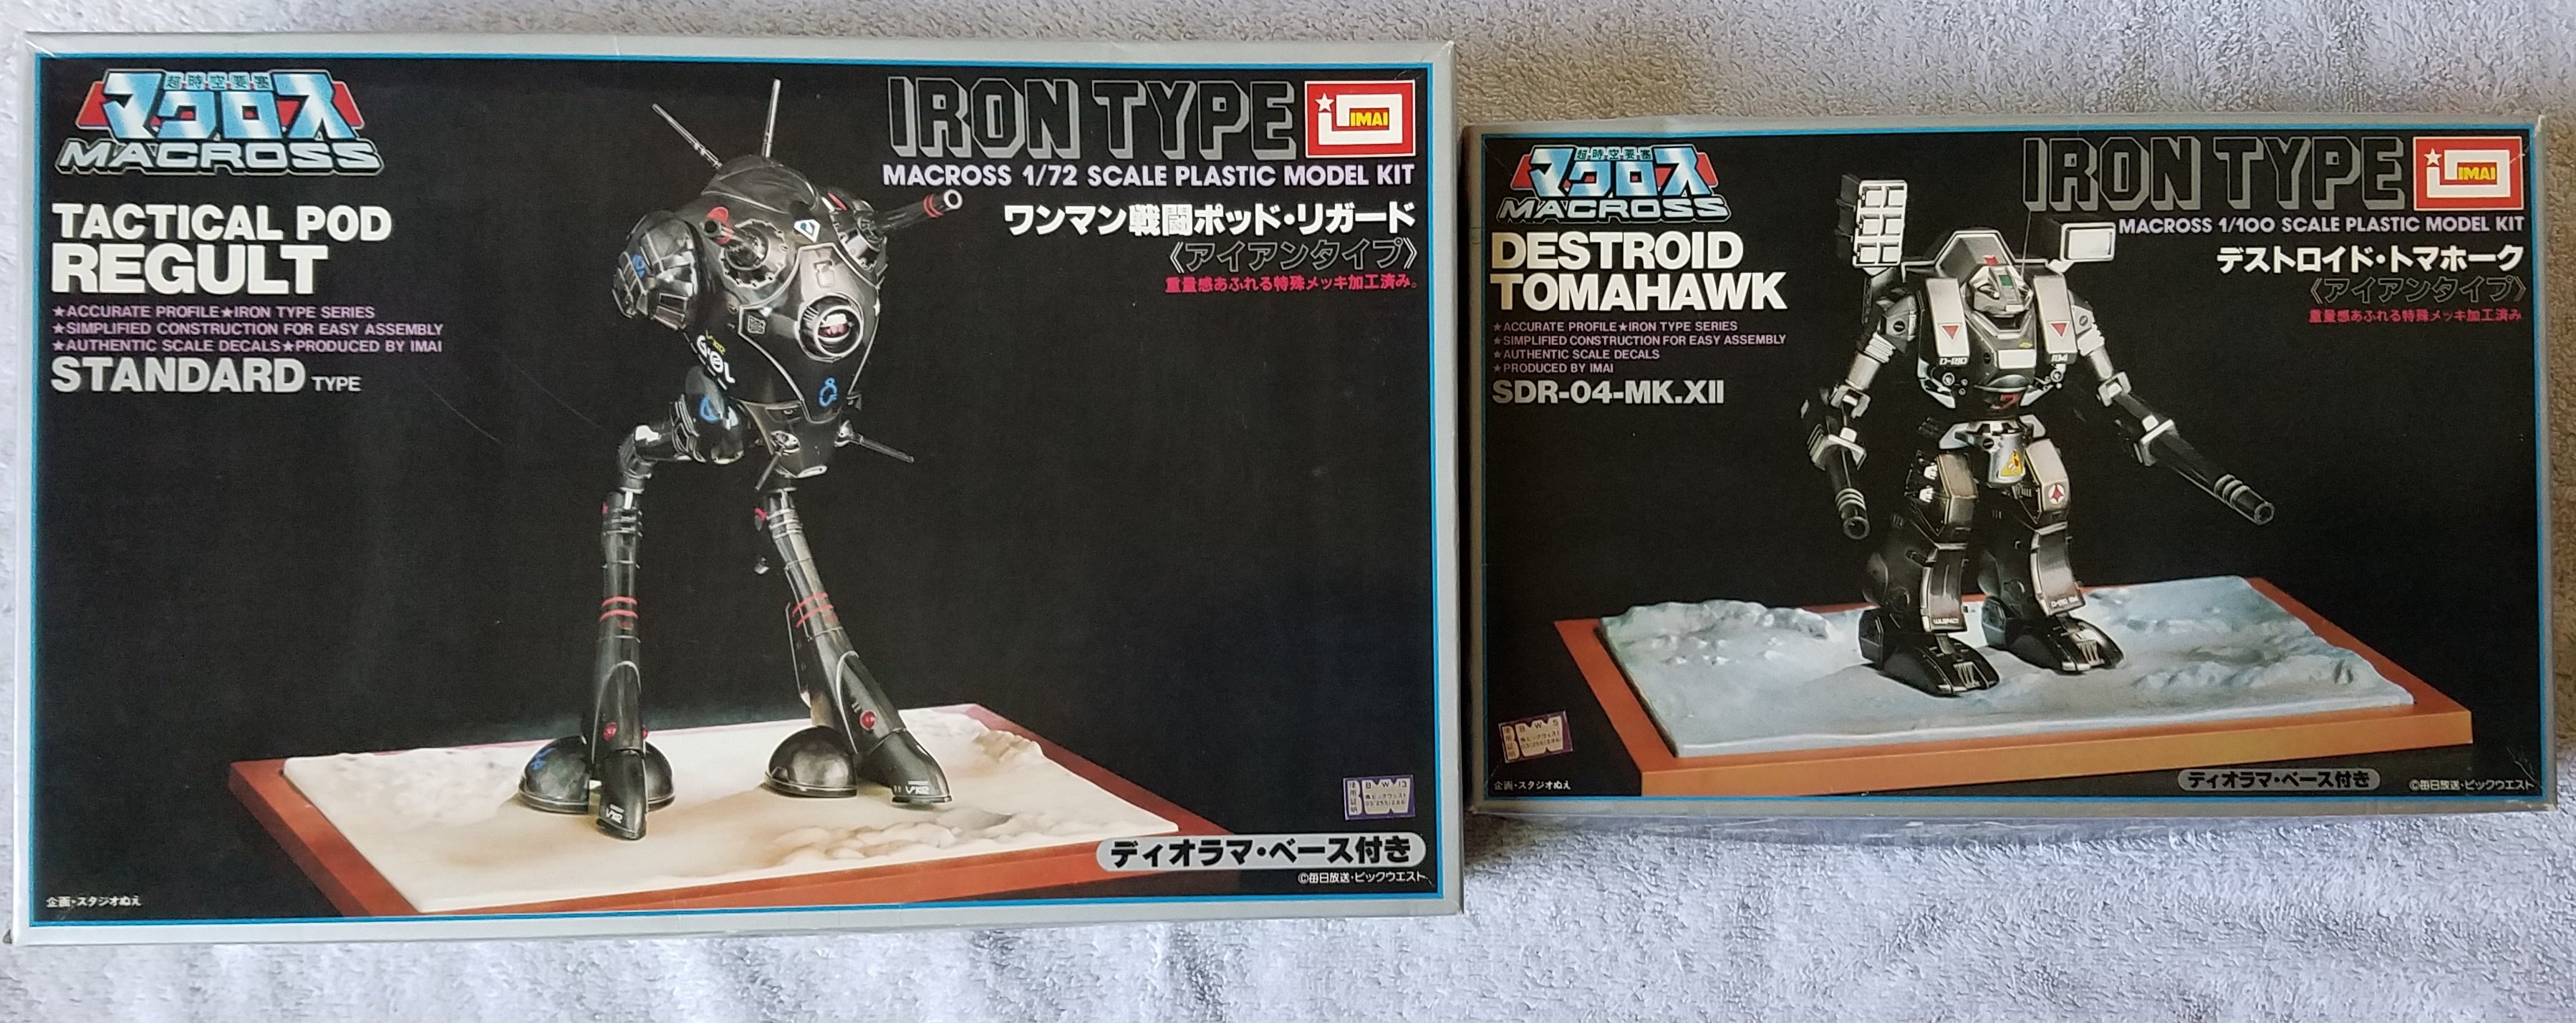 超時空要塞
マクロス
MACROSS
TACTICAL POD
REGULT
★ACCURATE PROFILE★IRON TYPE SERIES
★SIMPLIFIED CONSTRUCTION FOR EASY ASSEMBLY
★AUTHENTIC SCALE DECALS★PRODUCED BY IMAI
STANDARD TYPE
IRON TYPE
IMAI
MACROSS 1/72 SCALE PLASTIC MODEL KIT
ワンマン戦闘ポッド・リガード
《アイアンタイプ》
重量感あふれる特殊メッキ加工済み。
V102
V102
ディオラマ・ベース付き
©毎日放送・ビックウエスト
企画・スタジオぬえ
超時空要塞
マクロス
MACROSS
DESTROID
TOMAHAWK
★ACCURATE PROFILE★IRON TYPE SERIES
★SIMPLIFIED CONSTRUCTION FOR EASY ASSEMBLY
★AUTHENTIC SCALE DECALS
★PRODUCED BY IMAI
SDR-04-MK.XII
IRON TYPE
IMAI
MACROSS 1/100 SCALE PLASTIC MODEL KIT
デストロイド・トマホーク
《アイアンタイプ》
重量感あふれる特殊メッキ加工済み
184
企画・スタジオぬえ
ディオラマ・ベース付き
©毎日放送・ビックウエスト